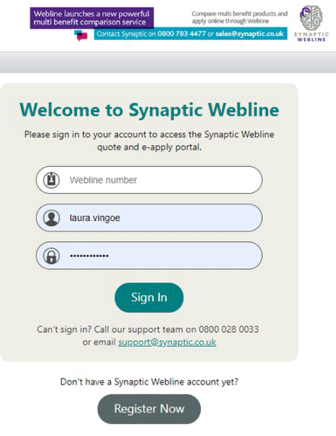 Webline launches a new powerful
multi benefit comparison service
Compare multi benefit products and
apply online through Webline
Contact Synaptic on 0800 783 4477 or sales@synaptic.co.uk
SYNAPTIC
WEBLINE
Welcome to Synaptic Webline
Please sign in to your account to access the Synaptic Webline
quote and e-apply portal.
Webline number
laura.vingoe
••••••••••••
Sign In
Can't sign in? Call our support team on 0800 028 0033
or email support@synaptic.co.uk
Don't have a Synaptic Webline account yet?
Register Now